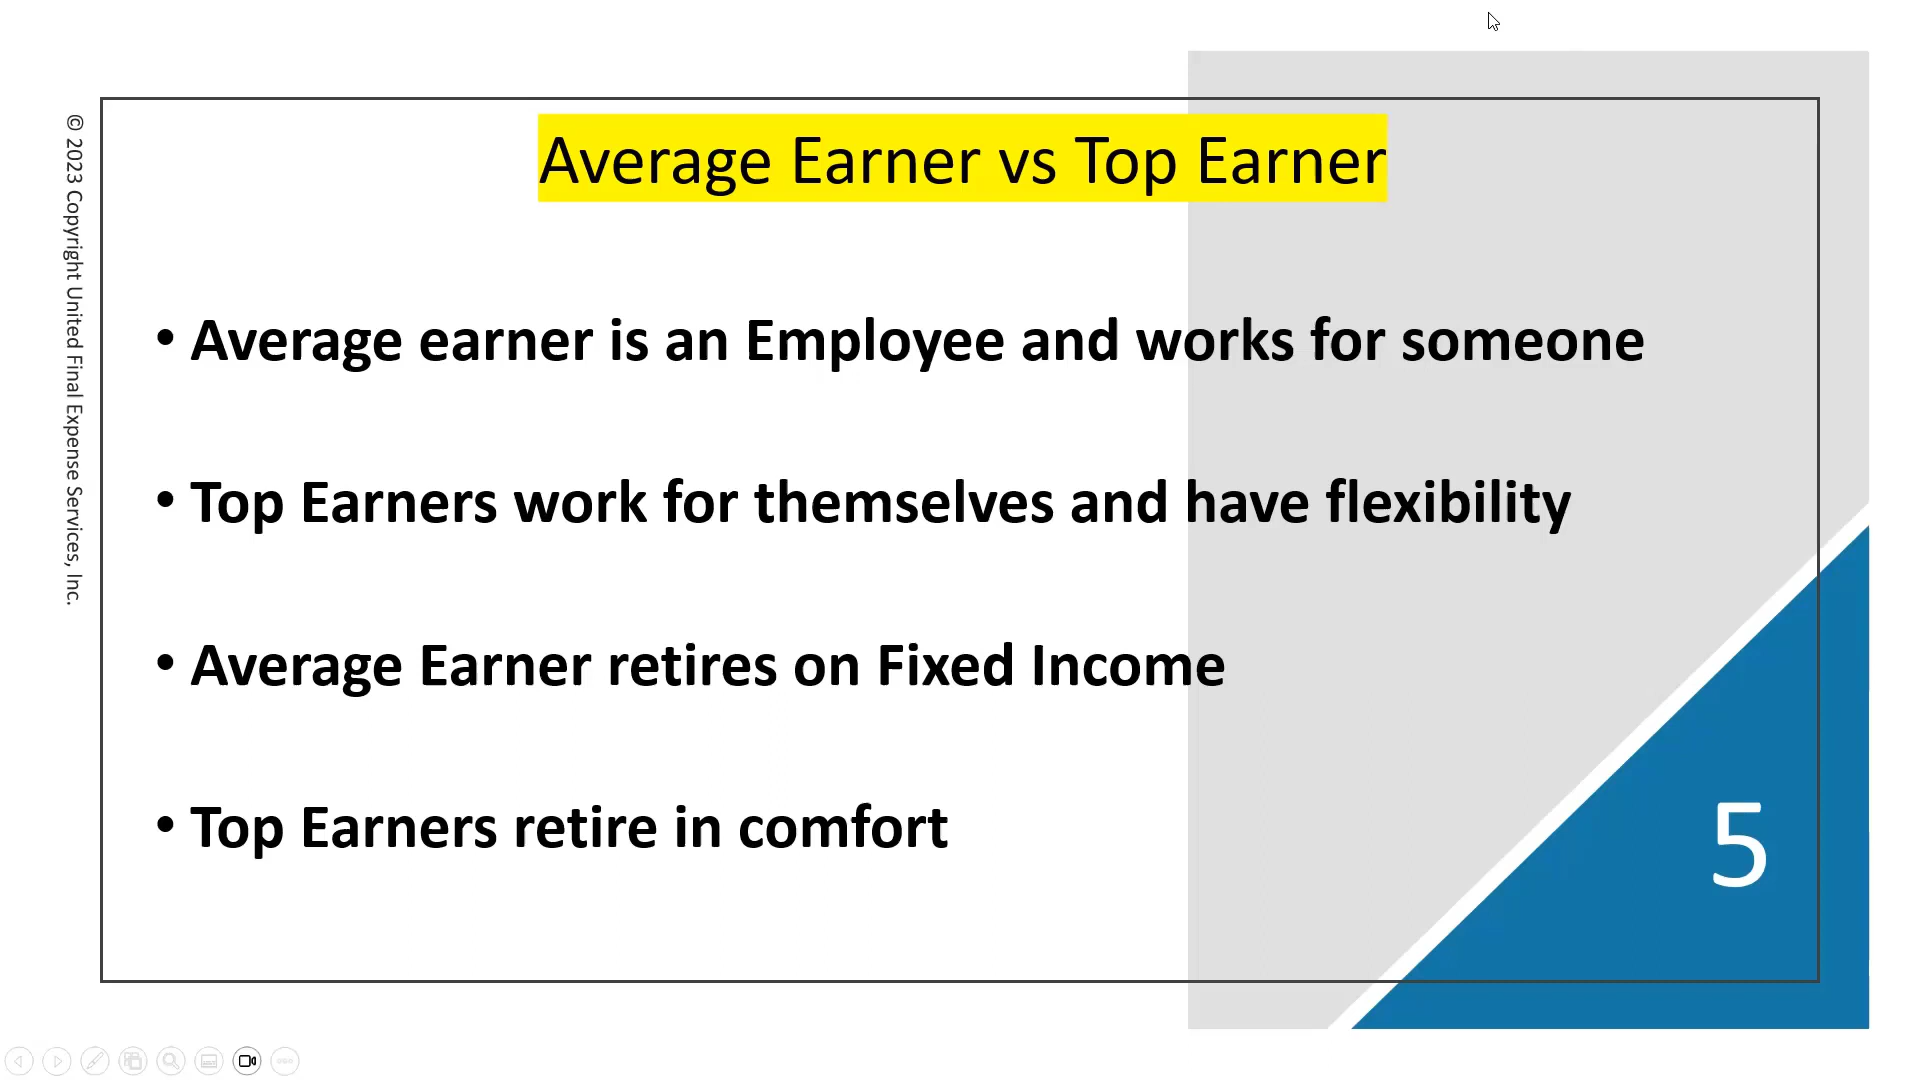 Average Earner vs Top Earner
© 2023 Copyright United Final Expense Services, Inc.
• Average earner is an Employee and works for someone
• Top Earners work for themselves and have flexibility
• Average Earner retires on Fixed Income
• Top Earners retire in comfort
5